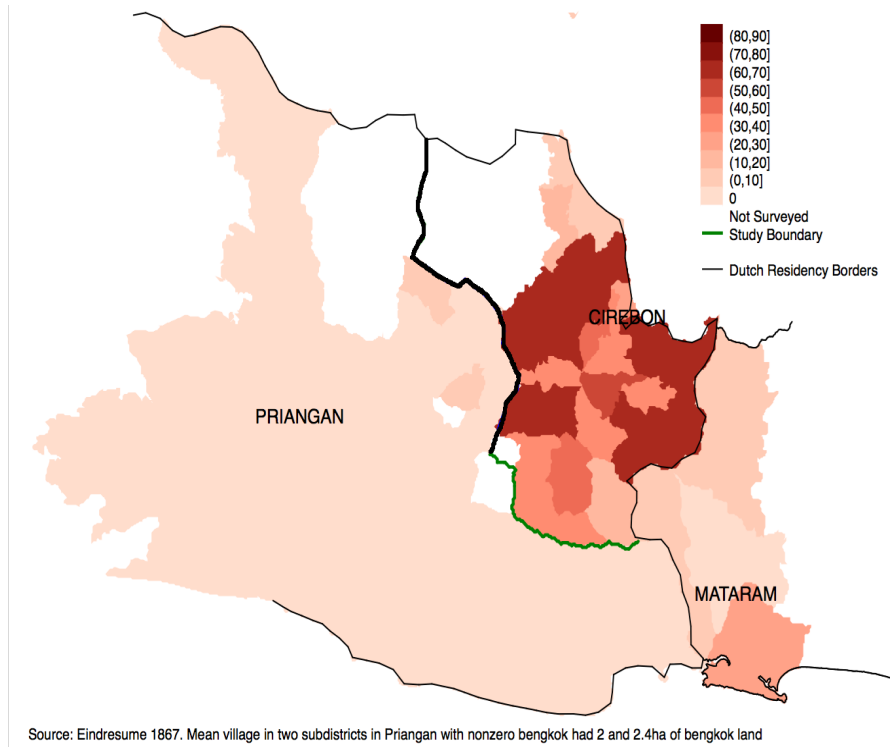 (80,90]
(70,80]
(60,70]
(50,60]
(40,50]
(30,40]
(20,30]
(10,20]
(0,10]
0
Not Surveyed
Study Boundary
Dutch Residency Borders
CIREBON
PRIANGAN
MATARAM
Source: Eindresume 1867. Mean village in two subdistricts in Priangan with nonzero bengkok had 2 and 2.4ha of bengkok land